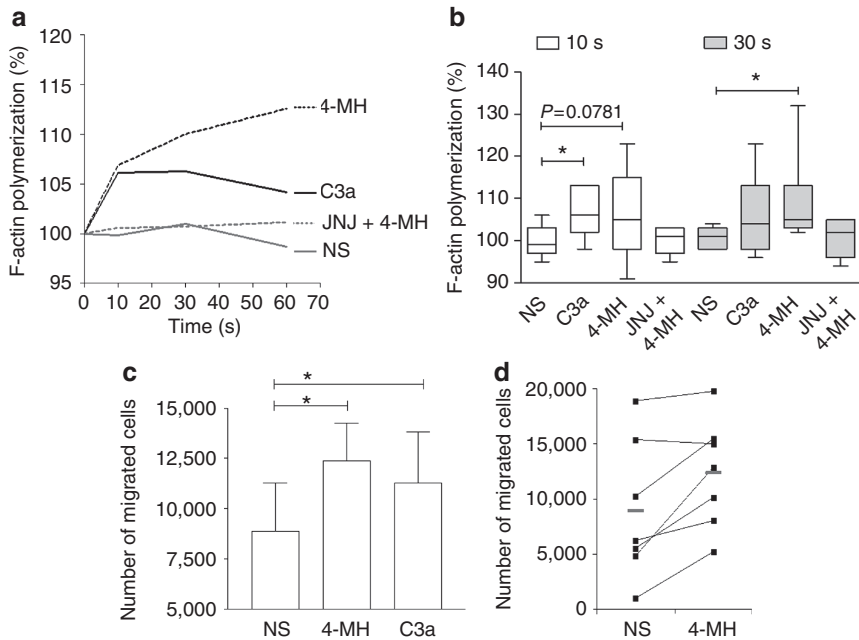 a
F-actin polymerization (%)
120
115
110
105
100
95
0 10 20 30 40 50 60 70
Time (s)
4-MH
C3a
JNJ + 4-MH
NS
b
10 s
30 s
F-actin polymerization (%)
140
130
120
110
100
90
P=0.0781
*
*
NS
C3a
4-MH
JNJ +
4-MH
NS
C3a
4-MH
JNJ +
4-MH
c
Number of migrated cells
15,000
12,500
10,000
7,500
5,000
*
*
NS 4-MH C3a
d
Number of migrated cells
20,000
15,000
10,000
5,000
0
NS 4-MH